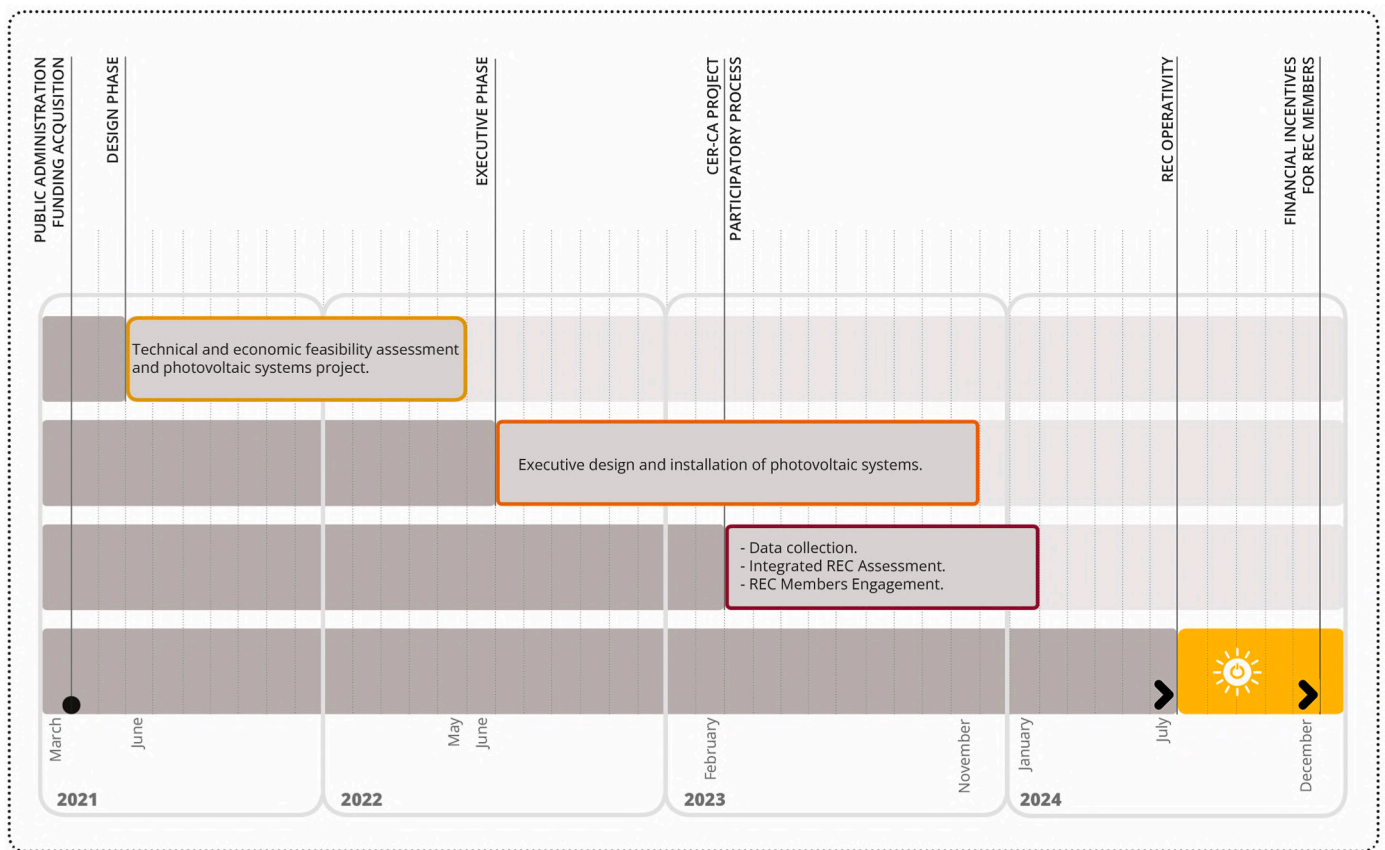 PUBLIC ADMINISTRATION
FUNDING ACQUISITION
DESIGN PHASE
EXECUTIVE PHASE
CER-CA PROJECT
PARTICIPATORY PROCESS
REC OPERATIVITY
FINANCIAL INCENTIVES
FOR REC MEMBERS
Technical and economic feasibility assessment
and photovoltaic systems project.
Executive design and installation of photovoltaic systems.
- Data collection.
- Integrated REC Assessment.
- REC Members Engagement.
March
June
May
June
February
November
January
July
December
2021
2022
2023
2024